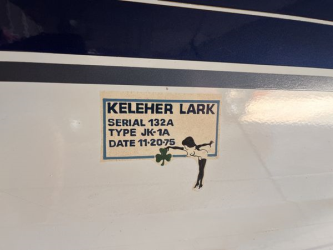 KELEHER LARK
SERIAL 132A
TYPE JK-1A
DATE 11-20-75